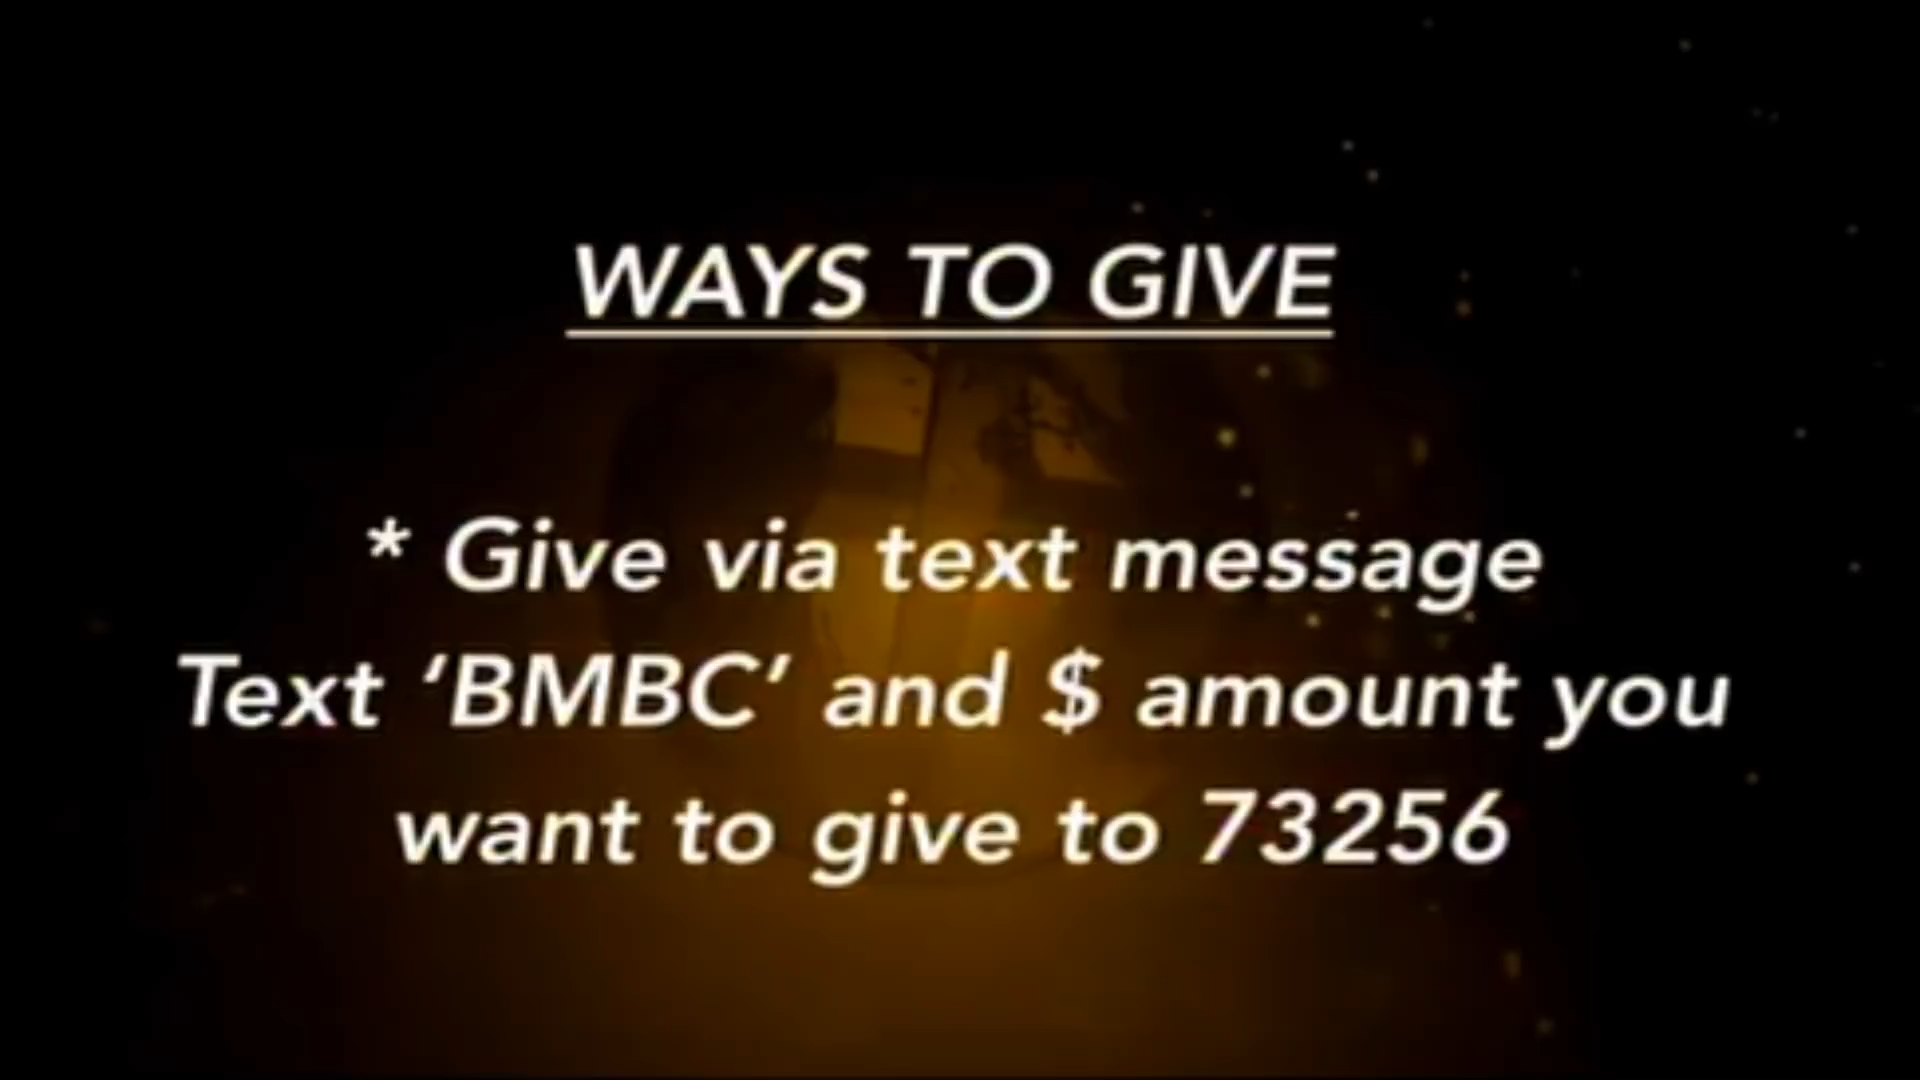 WAYS TO GIVE
* Give via text message
Text ‘BMBC’ and $ amount you
want to give to 73256